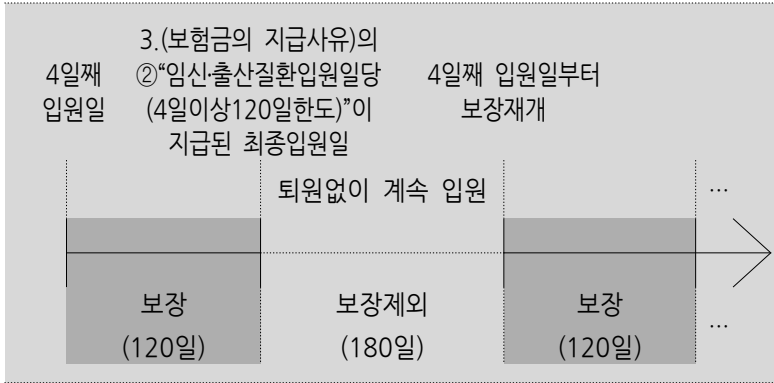 4일째
입원일
3.(보험금의 지급사유)의
②“임신·출산질환입원일당
(4일이상120일한도)”이
지급된 최종입원일
4일째 입원일부터
보장재개
퇴원없이 계속 입원
…
보장
(120일)
보장제외
(180일)
보장
(120일)
…